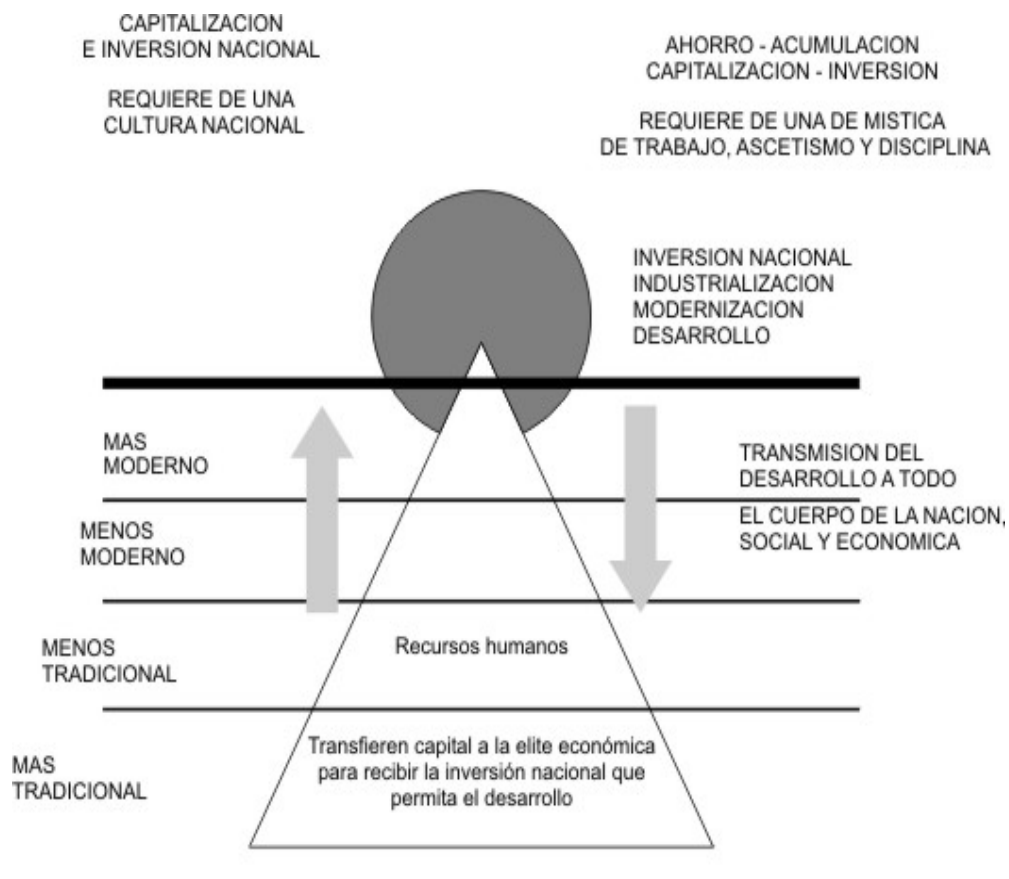 CAPITALIZACION
E INVERSION NACIONAL
REQUIERE DE UNA
CULTURA NACIONAL
AHORRO - ACUMULACION
CAPITALIZACION - INVERSION
REQUIERE DE UNA DE MISTICA
DE TRABAJO, ASCETISMO Y DISCIPLINA
INVERSION NACIONAL
INDUSTRIALIZACION
MODERNIZACION
DESARROLLO
MAS
MODERNO
TRANSMISION DEL
DESARROLLO A TODO
EL CUERPO DE LA NACION,
SOCIAL Y ECONOMICA
MENOS
MODERNO
MENOS
TRADICIONAL
Recursos humanos
MAS
TRADICIONAL
Transfieren capital a la elite económica
para recibir la inversión nacional que
permita el desarrollo